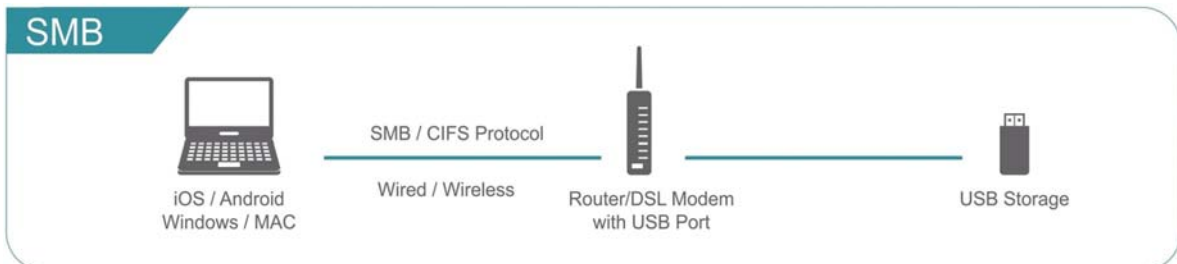 SMB
SMB / CIFS Protocol
Wired / Wireless
iOS / Android
Windows / MAC
Router/DSL Modem
with USB Port
USB Storage